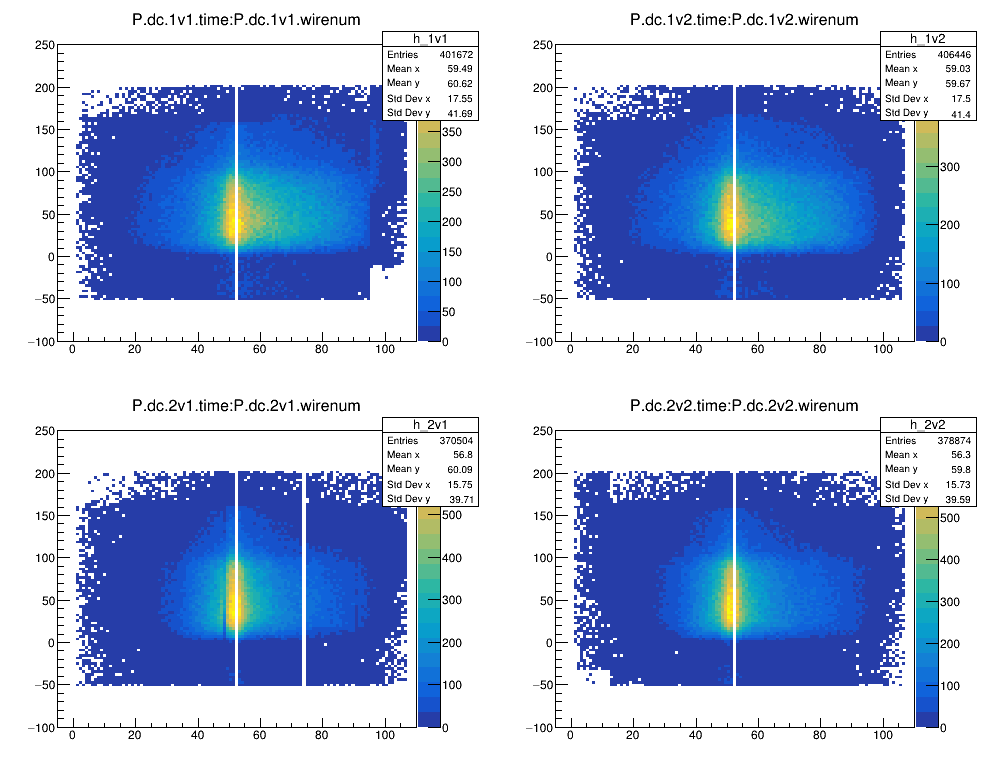 P.dc.1v1.time:P.dc.1v1.wirenum
h_1v1
Entries 401672
Mean x 59.49
Mean y 60.62
Std Dev x 17.55
Std Dev y 41.69
250
200
150
100
50
0
−50
−100
0 20 40 60 80 100
350
300
250
200
150
100
50
0
P.dc.1v2.time:P.dc.1v2.wirenum
h_1v2
Entries 406446
Mean x 59.03
Mean y 59.67
Std Dev x 17.5
Std Dev y 41.4
250
200
150
100
50
0
−50
−100
0 20 40 60 80 100
300
200
100
0
P.dc.2v1.time:P.dc.2v1.wirenum
h_2v1
Entries 370504
Mean x 56.8
Mean y 60.09
Std Dev x 15.75
Std Dev y 39.71
250
200
150
100
50
0
−50
−100
0 20 40 60 80 100
500
400
300
200
100
0
P.dc.2v2.time:P.dc.2v2.wirenum
h_2v2
Entries 378874
Mean x 56.3
Mean y 59.8
Std Dev x 15.73
Std Dev y 39.59
250
200
150
100
50
0
−50
−100
0 20 40 60 80 100
500
400
300
200
100
0